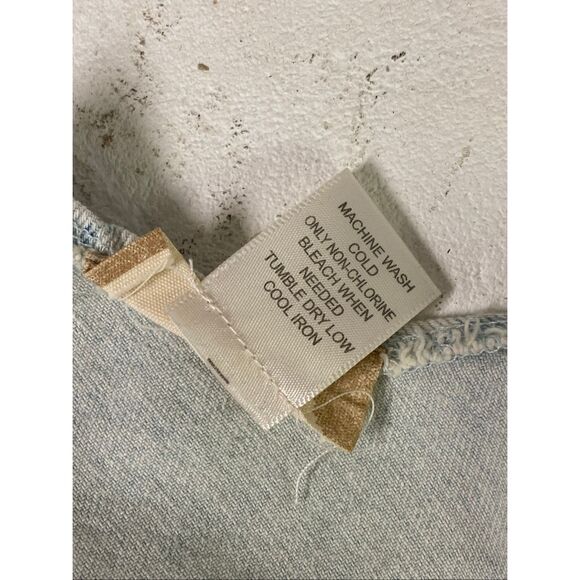 MACHINE WASH
COLD
ONLY NON-CHLORINE
BLEACH WHEN
NEEDED
TUMBLE DRY LOW
COOL IRON